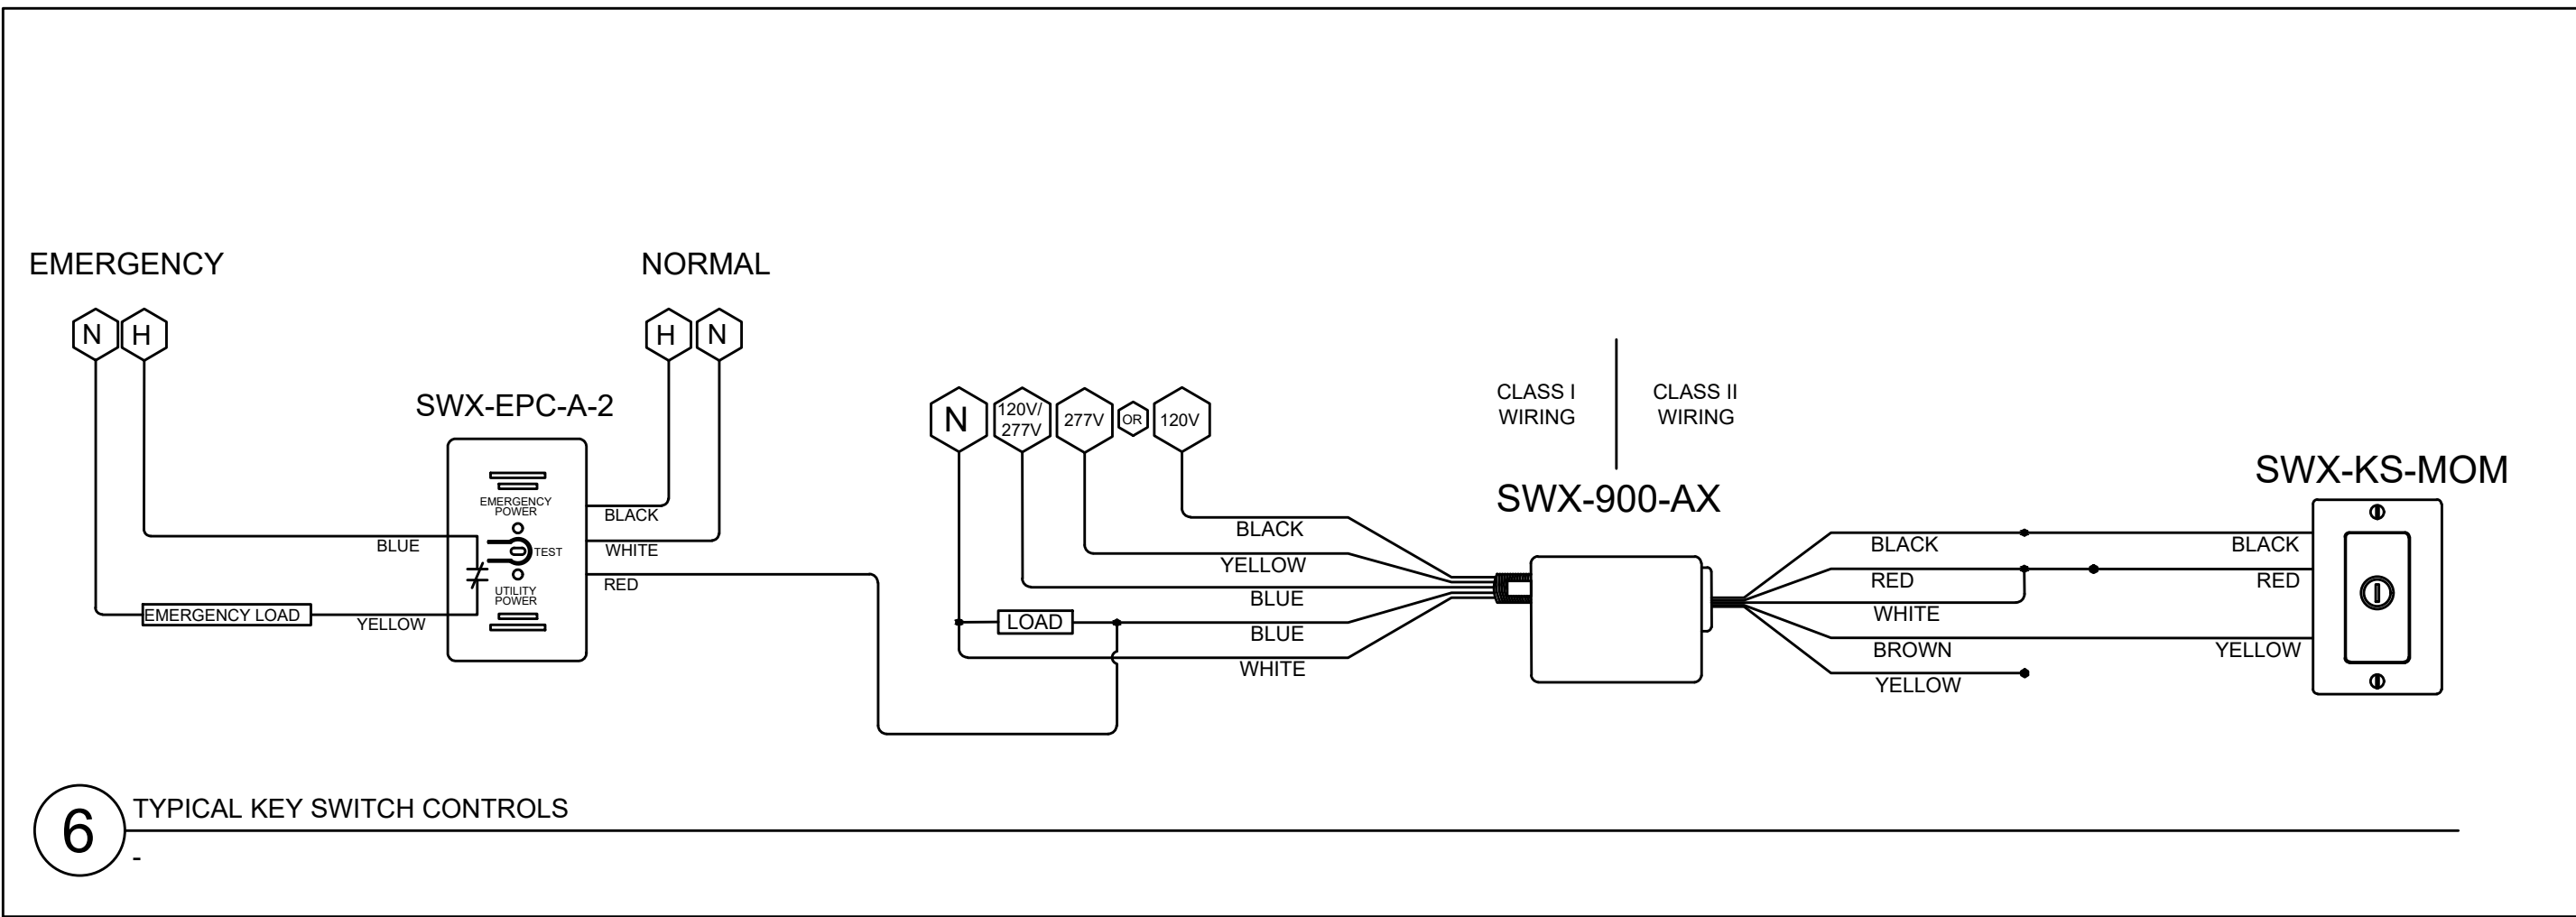 EMERGENCY
NORMAL
N
H
H
N
SWX-EPC-A-2
EMERGENCY
POWER
TEST
UTILITY
POWER
BLUE
EMERGENCY LOAD
YELLOW
BLACK
WHITE
RED
N
120V/
277V
277V
OR
120V
CLASS I
WIRING
CLASS II
WIRING
SWX-900-AX
SWX-KS-MOM
BLACK
YELLOW
BLUE
LOAD
BLUE
WHITE
BLACK
BLACK
RED
RED
WHITE
BROWN
YELLOW
YELLOW
6
TYPICAL KEY SWITCH CONTROLS
-